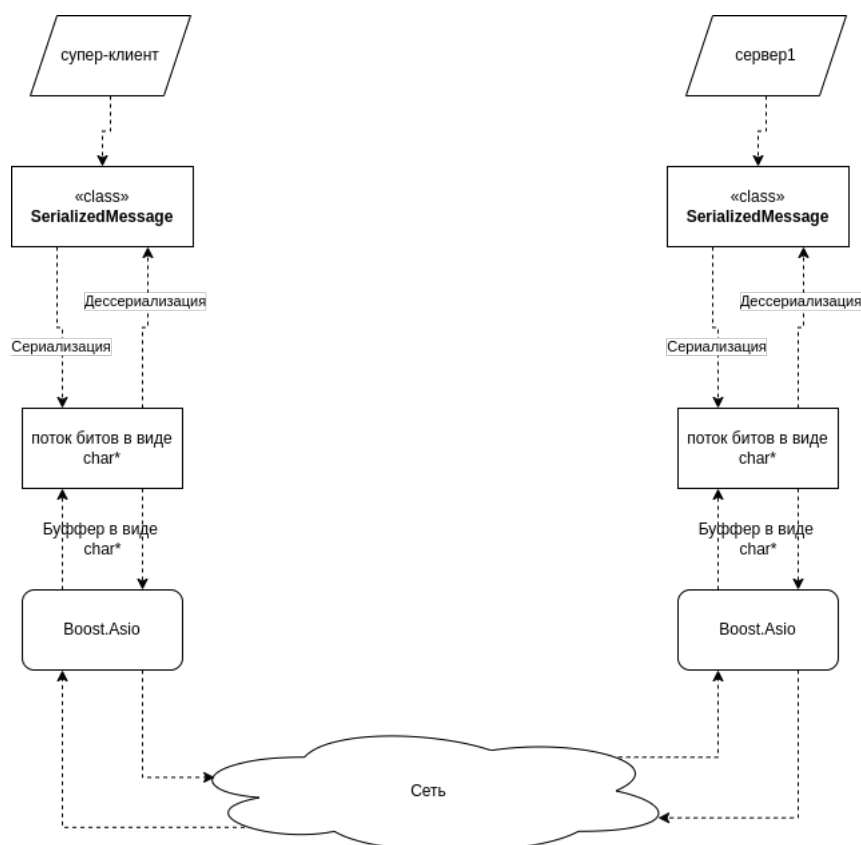 супер-клиент
сервер1
«class»
SerializedMessage
«class»
SerializedMessage
Дессериализация
Дессериализация
Сериализация
Сериализация
поток битов в виде
char*
поток битов в виде
char*
Буффер в виде
char*
Буффер в виде
char*
Boost.Asio
Boost.Asio
Сеть